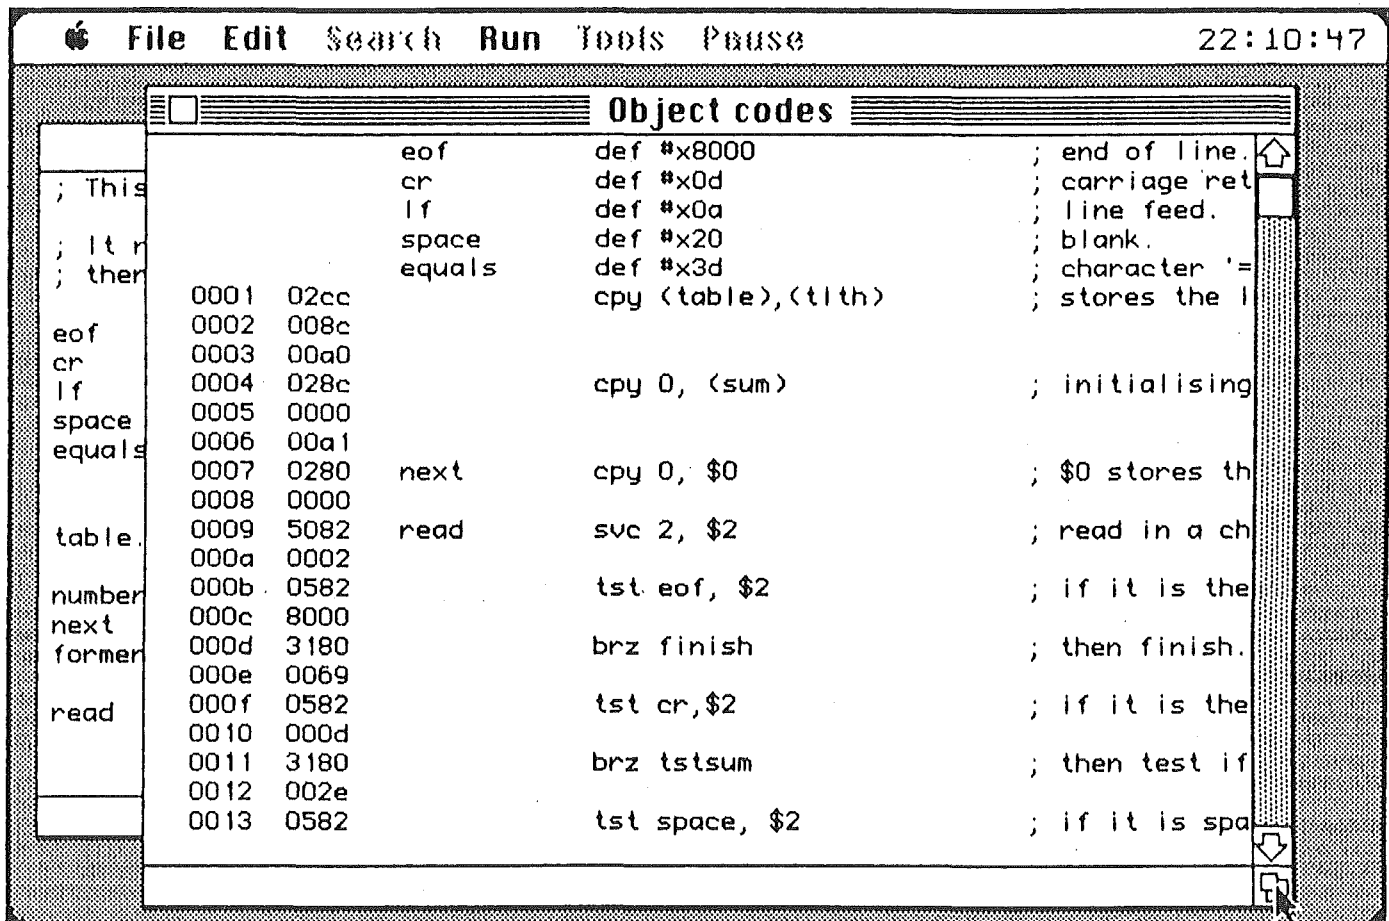 File Edit Search Run Tools Pause 22:10:47
Object codes
eof def #x8000 ; end of line.
cr def #x0d ; carriage ret
lf def #x0a ; line feed.
space def #x20 ; blank.
equals def #x3d ; character '=
0001 02cc cpy (table),(tlth) ; stores the l
0002 008c
0003 00a0
0004 028c cpy 0, (sum) ; initialising
0005 0000
0006 00a1
0007 0280 next cpy 0, $0 ; $0 stores th
0008 0000
0009 5082 read svc 2, $2 ; read in a ch
000a 0002
000b 0582 tst eof, $2 ; if it is the
000c 8000
000d 3180 brz finish ; then finish.
000e 0069
000f 0582 tst cr,$2 ; if it is the
0010 000d
0011 3180 brz tstsum ; then test if
0012 002e
0013 0582 tst space, $2 ; if it is spa
; This
; It r
; then
eof
cr
lf
space
equals
table.
number
next
former
read